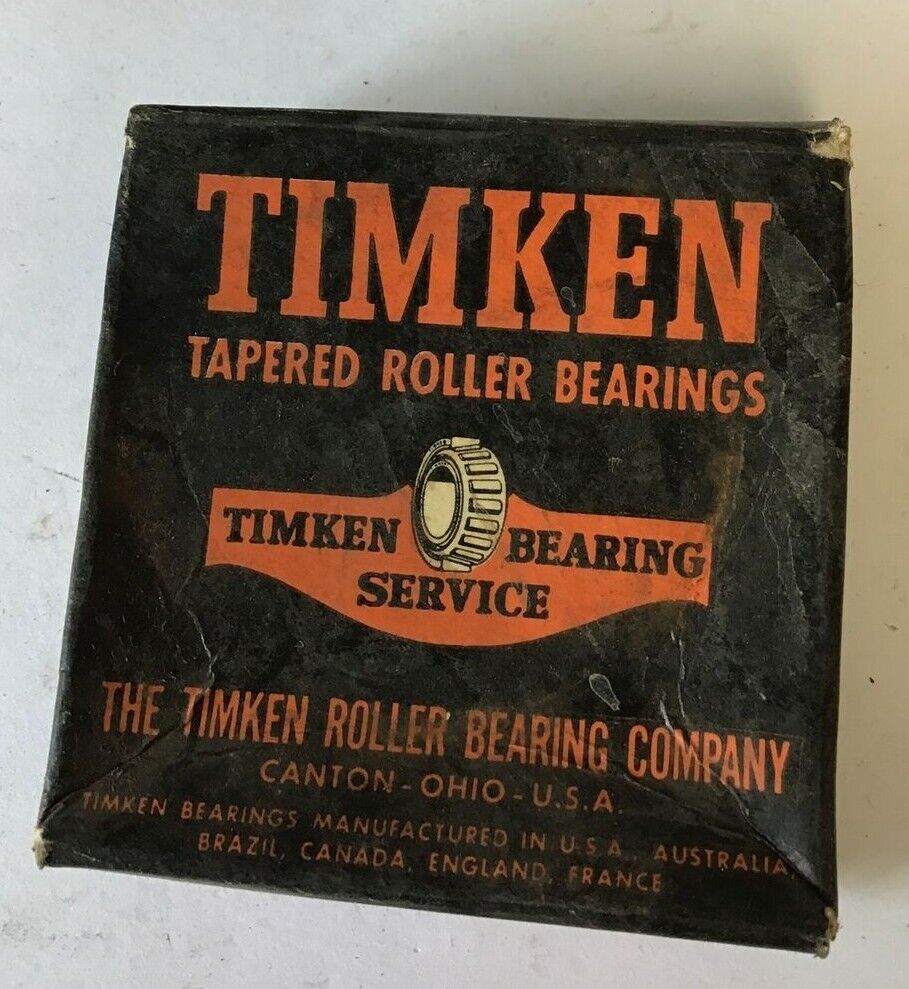 TIMKEN
TAPERED ROLLER BEARINGS
TIMKEN BEARING
SERVICE
THE TIMKEN ROLLER BEARING COMPANY
CANTON-OHIO-U.S.A.
TIMKEN BEARINGS MANUFACTURED IN U.S.A., AUSTRALIA,
BRAZIL, CANADA, ENGLAND, FRANCE